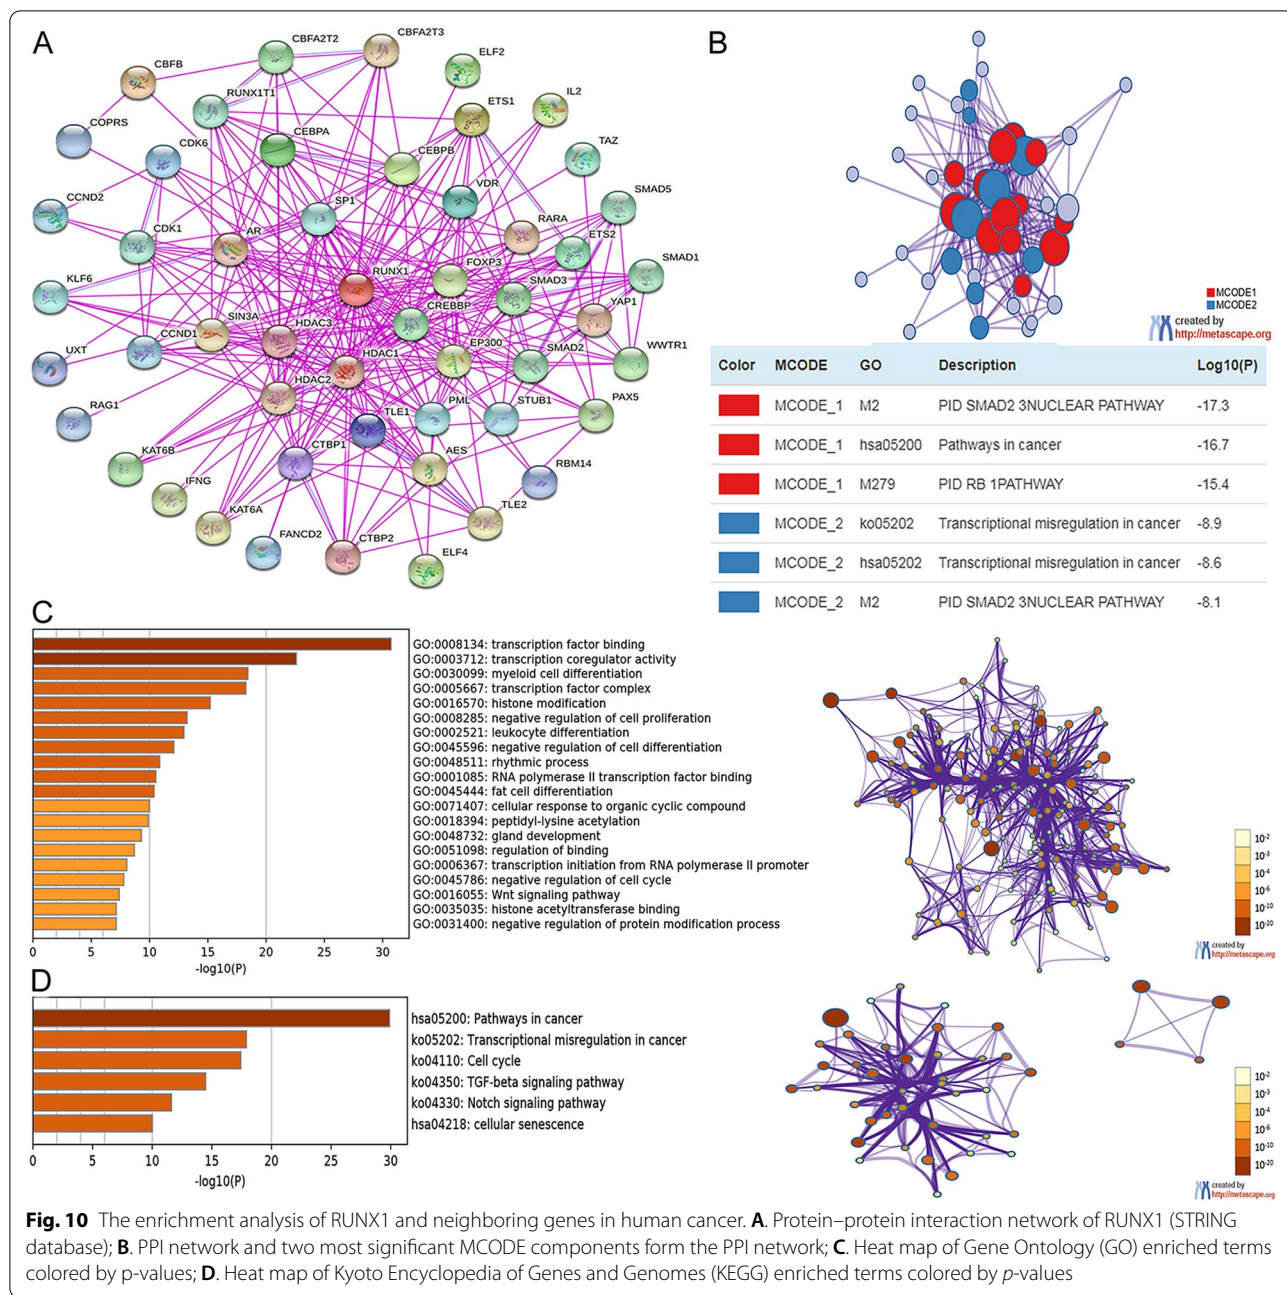 A
CBFA2T2
CBFA2T3
ELF2
CBFB
RUNX1T1
ETS1
IL2
COPRS
CDK6
CEBPA
CEBPB
TAZ
CCND2
SP1
VDR
SMAD5
CDK1
AR
RARA
ETS2
KLF6
RUNX1
FOXP3
SMAD3
SMAD1
SIN3A
CREBBP
YAP1
CCND1
HDAC3
HDAC1
EP300
SMAD2
WWTR1
UXT
HDAC2
RAG1
TLE1
PML
STUB1
PAX5
KAT6B
CTBP1
AES
RBM14
IFNG
KAT6A
TLE2
FANCD2
CTBP2
ELF4
B
MCODE1
MCODE2
created by
http://metascape.org
Color MCODE GO Description Log10(P)
MCODE_1 M2 PID SMAD2 3NUCLEAR PATHWAY -17.3
MCODE_1 hsa05200 Pathways in cancer -16.7
MCODE_1 M279 PID RB 1PATHWAY -15.4
MCODE_2 ko05202 Transcriptional misregulation in cancer -8.9
MCODE_2 hsa05202 Transcriptional misregulation in cancer -8.6
MCODE_2 M2 PID SMAD2 3NUCLEAR PATHWAY -8.1
C
GO:0008134: transcription factor binding
GO:0003712: transcription coregulator activity
GO:0030099: myeloid cell differentiation
GO:0005667: transcription factor complex
GO:0016570: histone modification
GO:0008285: negative regulation of cell proliferation
GO:0002521: leukocyte differentiation
GO:0045596: negative regulation of cell differentiation
GO:0048511: rhythmic process
GO:0001085: RNA polymerase II transcription factor binding
GO:0045444: fat cell differentiation
GO:0071407: cellular response to organic cyclic compound
GO:0018394: peptidyl-lysine acetylation
GO:0048732: gland development
GO:0051098: regulation of binding
GO:0006367: transcription initiation from RNA polymerase II promoter
GO:0045786: negative regulation of cell cycle
GO:0016055: Wnt signaling pathway
GO:0035035: histone acetyltransferase binding
GO:0031400: negative regulation of protein modification process
0 5 10 15 20 25 30
-log10(P)
10-2
10-3
10-4
10-6
10-10
10-20
created by
http://metascape.org
D
hsa05200: Pathways in cancer
ko05202: Transcriptional misregulation in cancer
ko04110: Cell cycle
ko04350: TGF-beta signaling pathway
ko04330: Notch signaling pathway
hsa04218: cellular senescence
0 5 10 15 20 25 30
-log10(P)
10-2
10-3
10-4
10-6
10-10
10-20
created by
http://metascape.org
Fig. 10 The enrichment analysis of RUNX1 and neighboring genes in human cancer. A. Protein–protein interaction network of RUNX1 (STRING
database); B. PPI network and two most significant MCODE components form the PPI network; C. Heat map of Gene Ontology (GO) enriched terms
colored by p-values; D. Heat map of Kyoto Encyclopedia of Genes and Genomes (KEGG) enriched terms colored by p-values